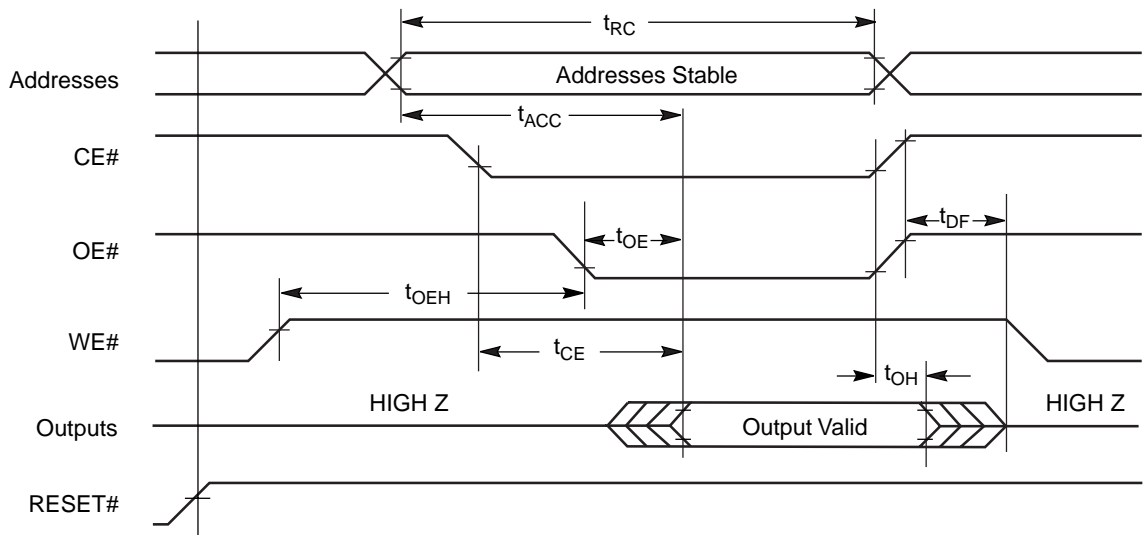 tRC
Addresses
Addresses Stable
tACC
CE#
tDF
OE#
tOE
tOEH
WE#
tCE
tOH
HIGH Z
HIGH Z
Outputs
Output Valid
RESET#